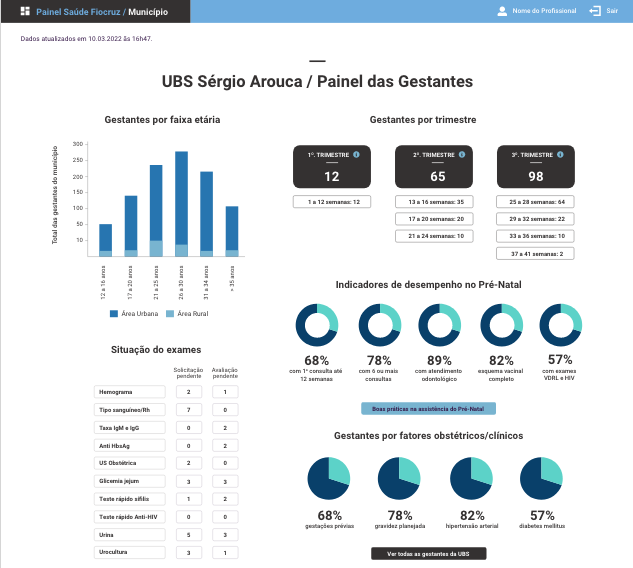 Painel Saúde Fiocruz / Município
Nome do Profissional
Sair
Dados atualizados em 10.03.2022 às 16h47.
UBS Sérgio Arouca / Painel das Gestantes
Gestantes por faixa etária
Total das gestantes do município
300
250
200
150
100
50
10
12 a 16 anos
17 a 20 anos
21 a 25 anos
26 a 30 anos
31 a 34 anos
> 35 anos
Área Urbana
Área Rural
Gestantes por trimestre
1º. TRIMESTRE
12
1 a 12 semanas: 12
2º. TRIMESTRE
65
13 a 16 semanas: 35
17 a 20 semanas: 20
21 a 24 semanas: 10
3º. TRIMESTRE
98
25 a 28 semanas: 64
29 a 32 semanas: 22
33 a 36 semanas: 10
37 a 41 semanas: 2
Indicadores de desempenho no Pré-Natal
68%
com 1ª consulta até
12 semanas
78%
com 6 ou mais
consultas
89%
com atendimento
odontológico
82%
esquema vacinal
completo
57%
com exames
VDRL e HIV
Boas práticas na assistência do Pré-Natal
Situação do exames
Solicitação
pendente
Avaliação
pendente
Hemograma 2 1
Tipo sanguíneo/Rh 7 0
Taxa IgM e IgG 0 2
Anti HbsAg 0 2
US Obstétrica 2 0
Glicemia jejum 3 3
Teste rápido sífilis 1 2
Teste rápido Anti-HIV 0 0
Urina 5 3
Urocultura 3 1
Gestantes por fatores obstétricos/clínicos
68%
gestações prévias
78%
gravidez planejada
82%
hipertensão arterial
57%
diabetes mellitus
Ver todas as gestantes da UBS